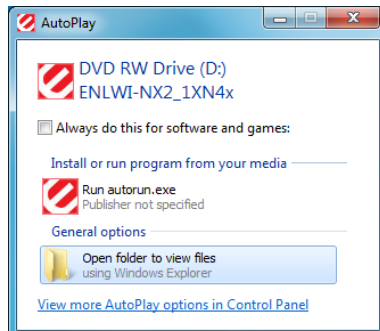 AutoPlay
DVD RW Drive (D:)
ENLWI-NX2_1XN4x
Always do this for software and games:
Install or run program from your media
Run autorun.exe
Publisher not specified
General options
Open folder to view files
using Windows Explorer
View more AutoPlay options in Control Panel